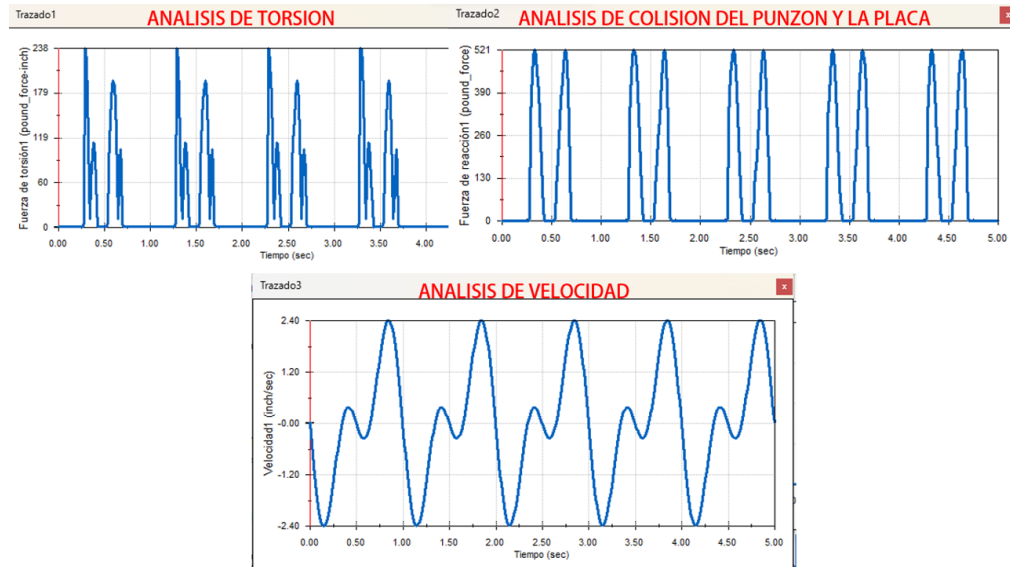 Trazado1
ANALISIS DE TORSION
Fuerza de torsión1 (pound_force-inch)
238
179
119
60
0
0.00 0.50 1.00 1.50 2.00 2.50 3.00 3.50 4.00
Tiempo (sec)
Trazado2
ANALISIS DE COLISION DEL PUNZON Y LA PLACA
x
Fuerza de reacción1 (pound_force)
521
390
260
130
0
0.00 0.50 1.00 1.50 2.00 2.50 3.00 3.50 4.00 4.50 5.00
Tiempo (sec)
Trazado3
ANALISIS DE VELOCIDAD
x
Velocidad1 (inch/sec)
2.40
1.20
-0.00
-1.20
-2.40
0.00 0.50 1.00 1.50 2.00 2.50 3.00 3.50 4.00 4.50 5.00
Tiempo (sec)